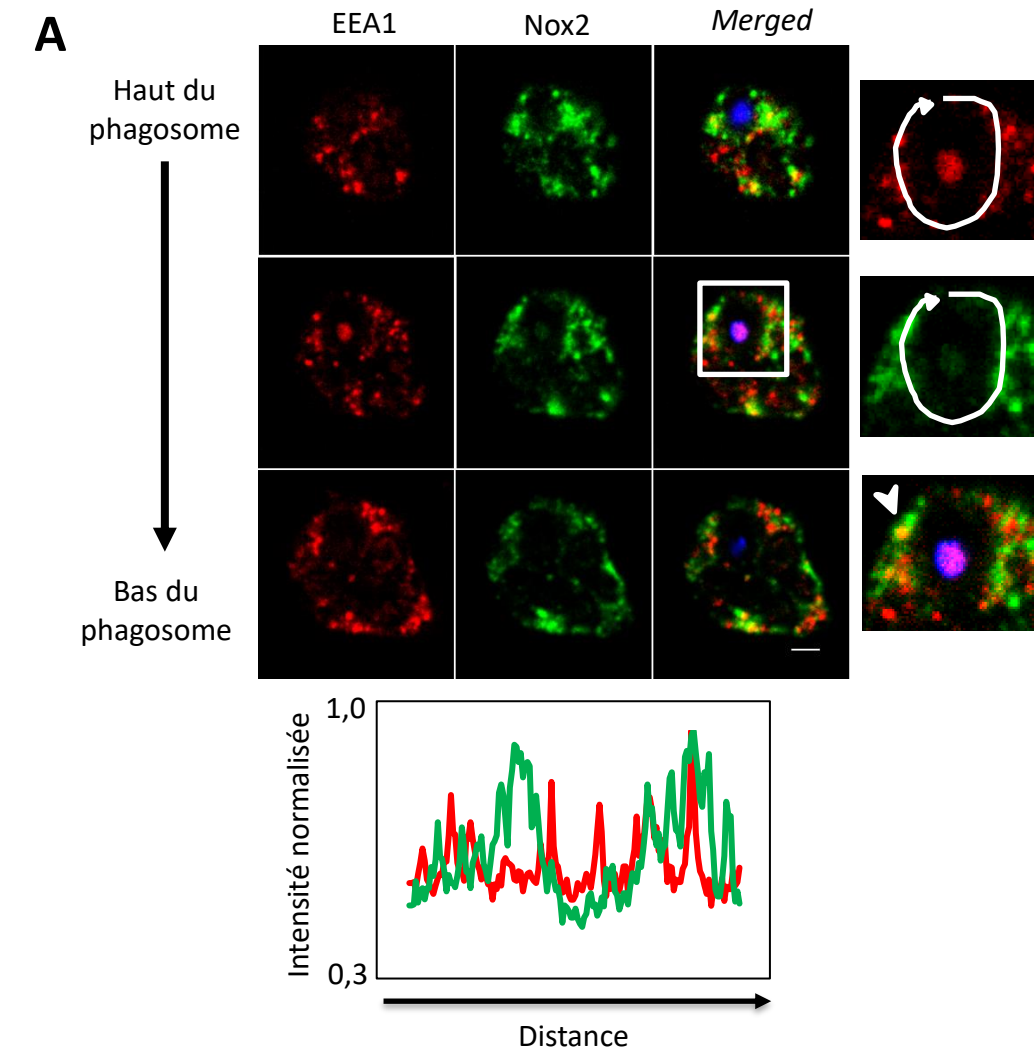 A
EEA1
Nox2
Merged
Haut du
phagosome
Bas du
phagosome
1,0
Intensité normalisée
0,3
Distance